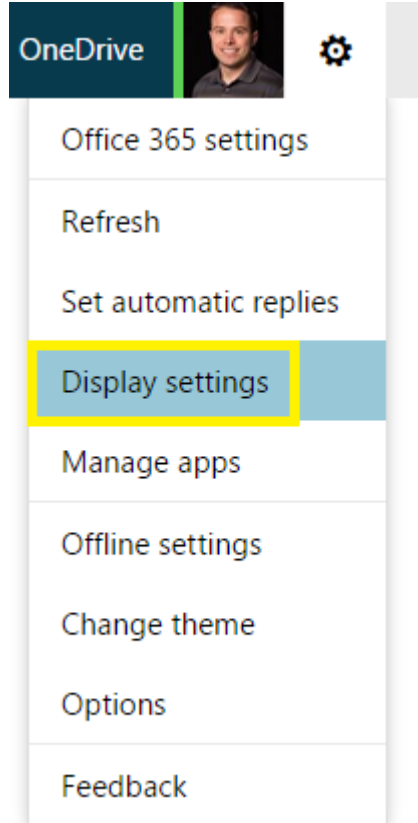 OneDrive
Office 365 settings
Refresh
Set automatic replies
Display settings
Manage apps
Offline settings
Change theme
Options
Feedback